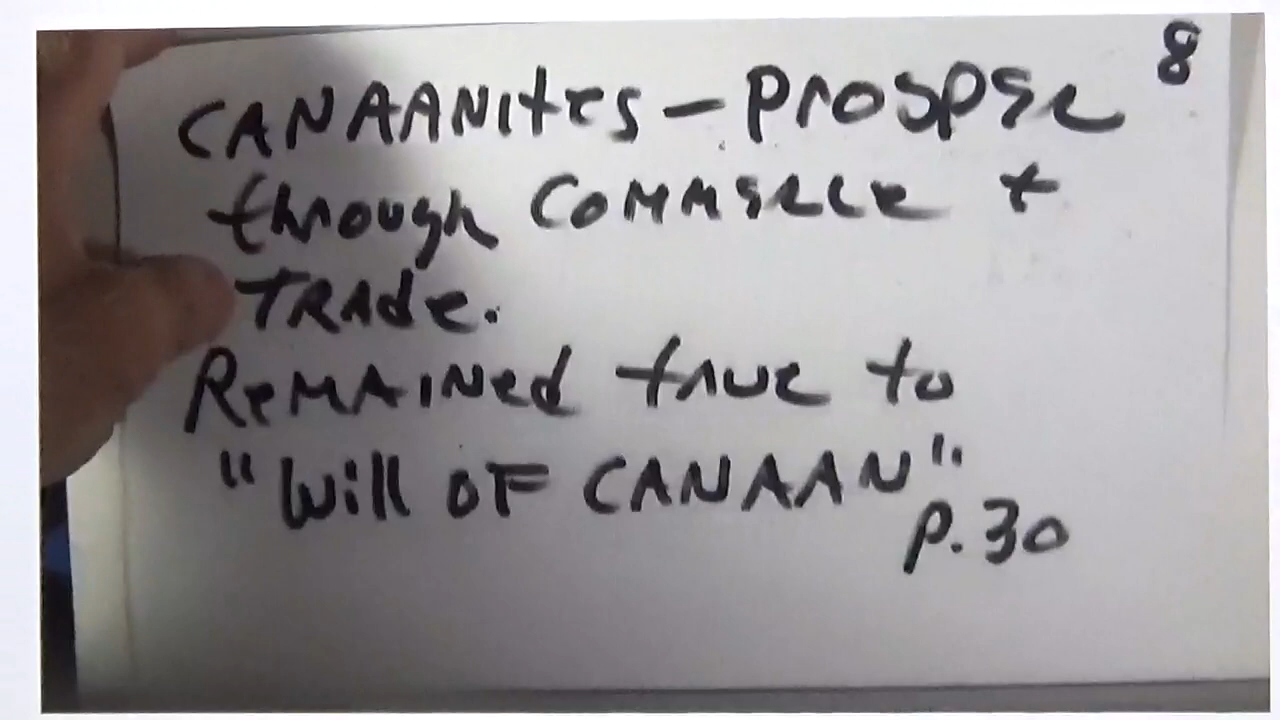 8
CANAANItes - Prosper
through Commerce +
TRAde.
ReMAINed true to
"Will OF CANAAN"
p. 30